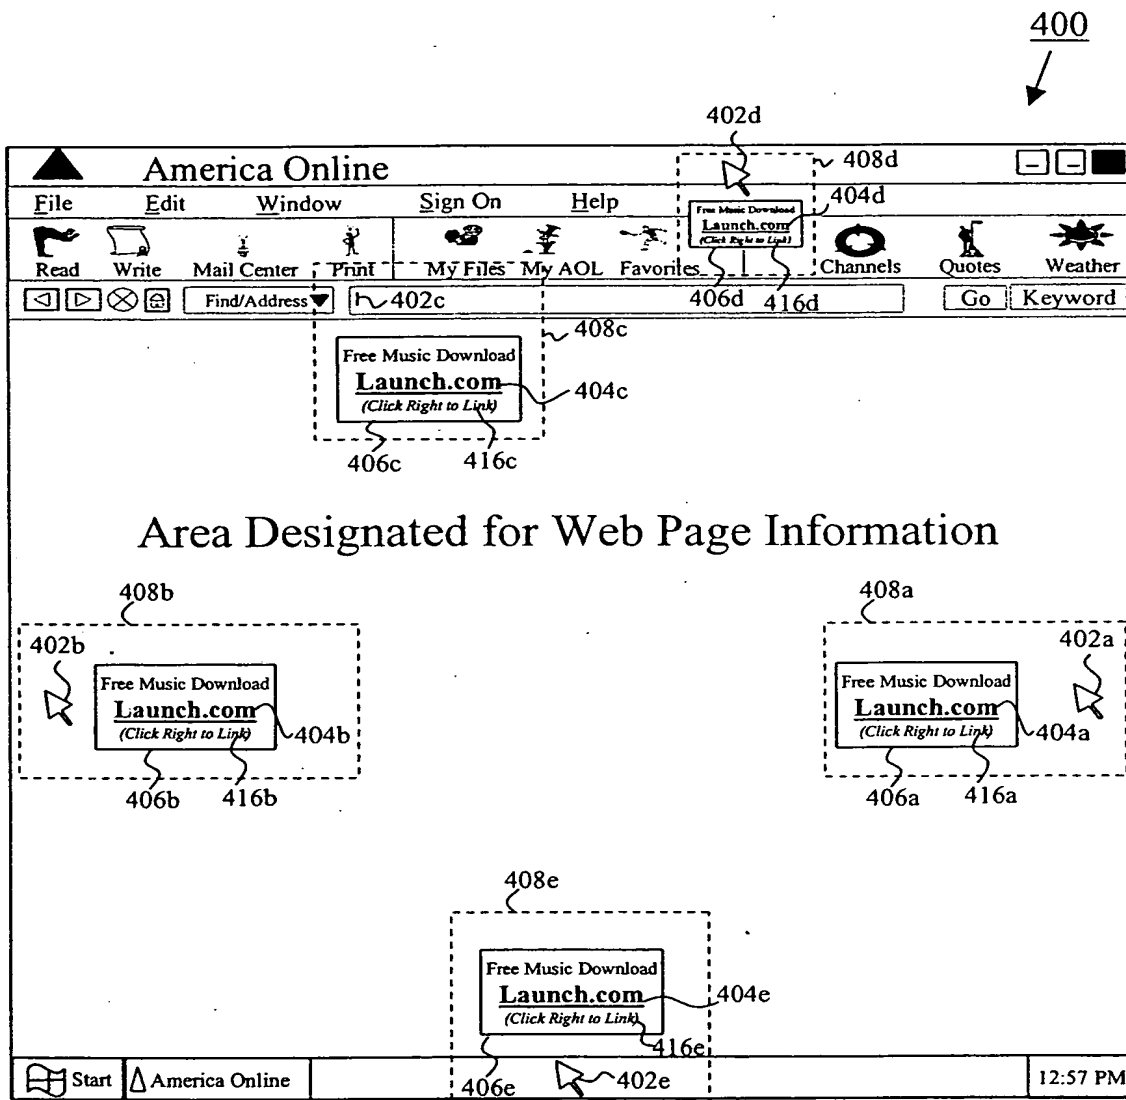 400
402d
America Online
408d
File Edit Window Sign On Help
Free Music Download
404d
Launch.com
(Click Right to Link)
Read Write Mail Center Print My Files My AOL Favorites Channels Quotes Weather
406d 416d
Find/Address 402c Go Keyword
408c
Free Music Download
Launch.com
404c
(Click Right to Link)
406c 416c
Area Designated for Web Page Information
408b 408a
402b 402a
Free Music Download Free Music Download
Launch.com Launch.com
(Click Right to Link) 404b (Click Right to Link) 404a
406b 416b 406a 416a
408e
Free Music Download
Launch.com
404e
(Click Right to Link)
416e
Start America Online 406e 402e 12:57 PM